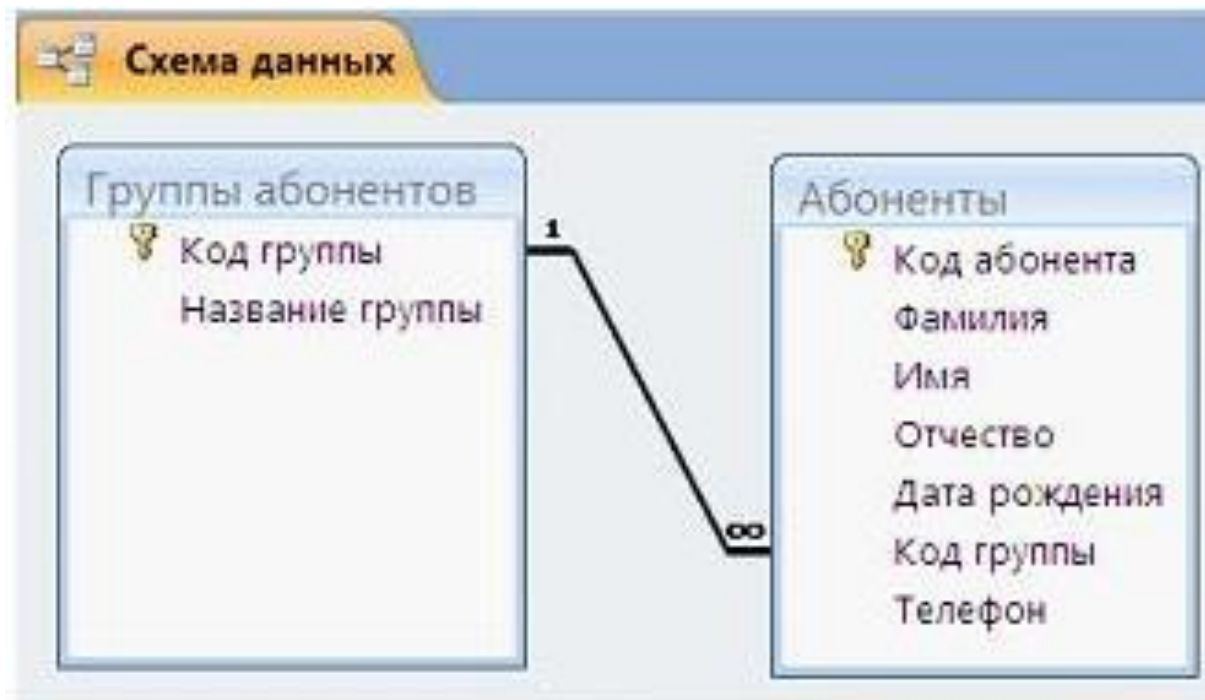 Схема данных
Группы абонентов
Код группы
Название группы
1
∞
Абоненты
Код абонента
Фамилия
Имя
Отчество
Дата рождения
Код группы
Телефон